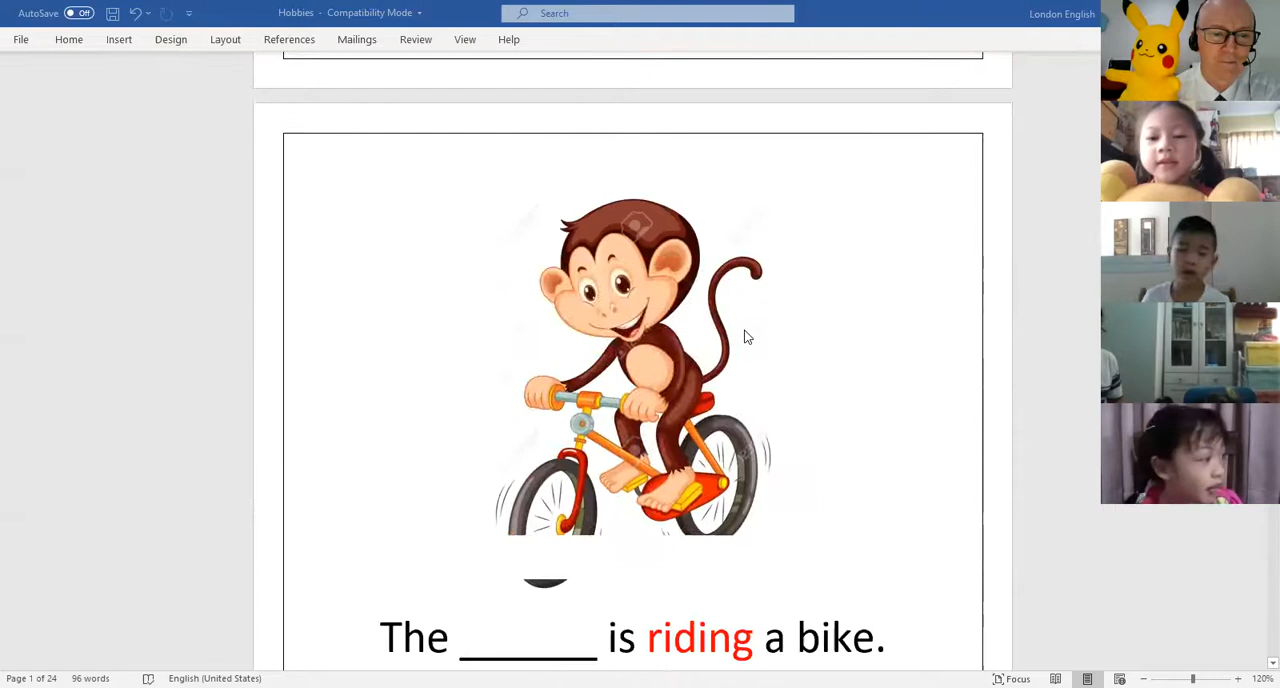 AutoSave Off Hobbies - Compatibility Mode Search London English
File Home Insert Design Layout References Mailings Review View Help
The _______ is riding a bike.
Page 1 of 24 96 words English (United States) Focus 120%